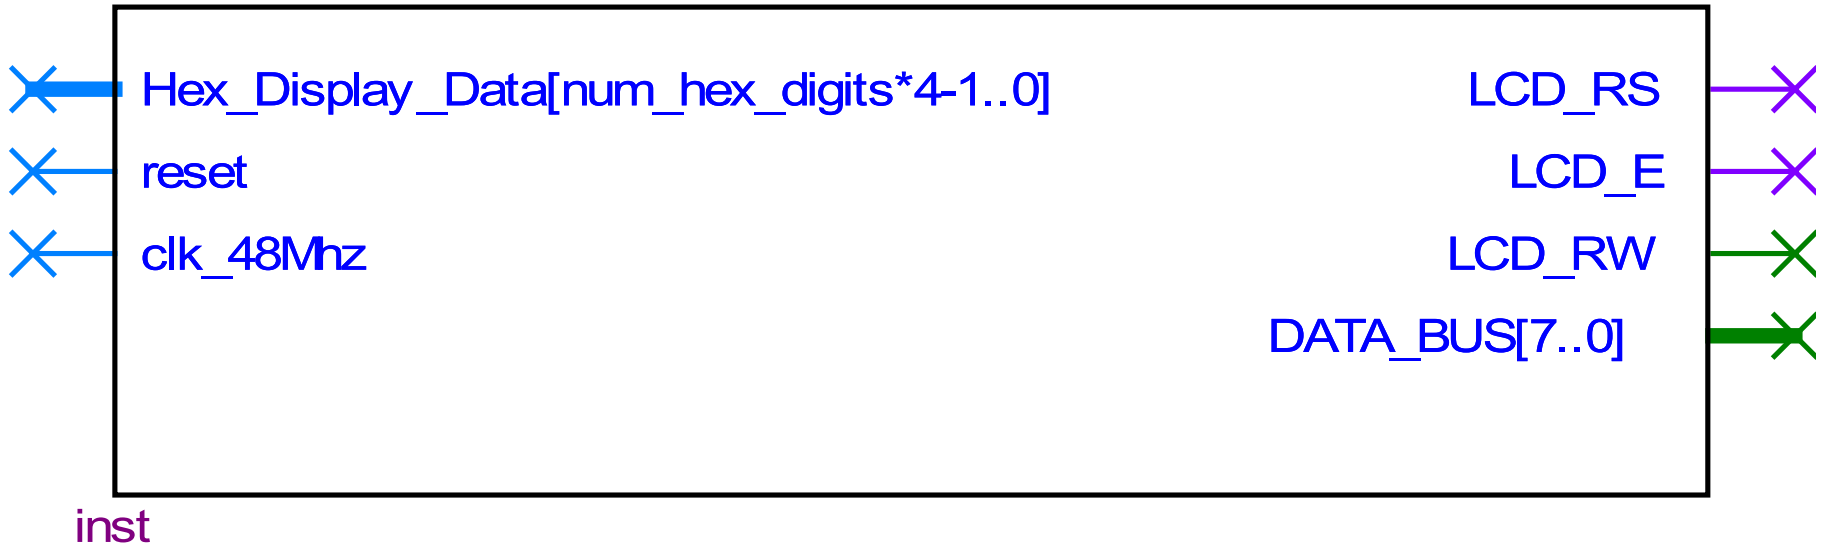 Hex_Display_Data[num_hex_digits*4-1..0] LCD_RS
reset LCD_E
clk_48Mhz LCD_RW
DATA_BUS[7..0]
inst